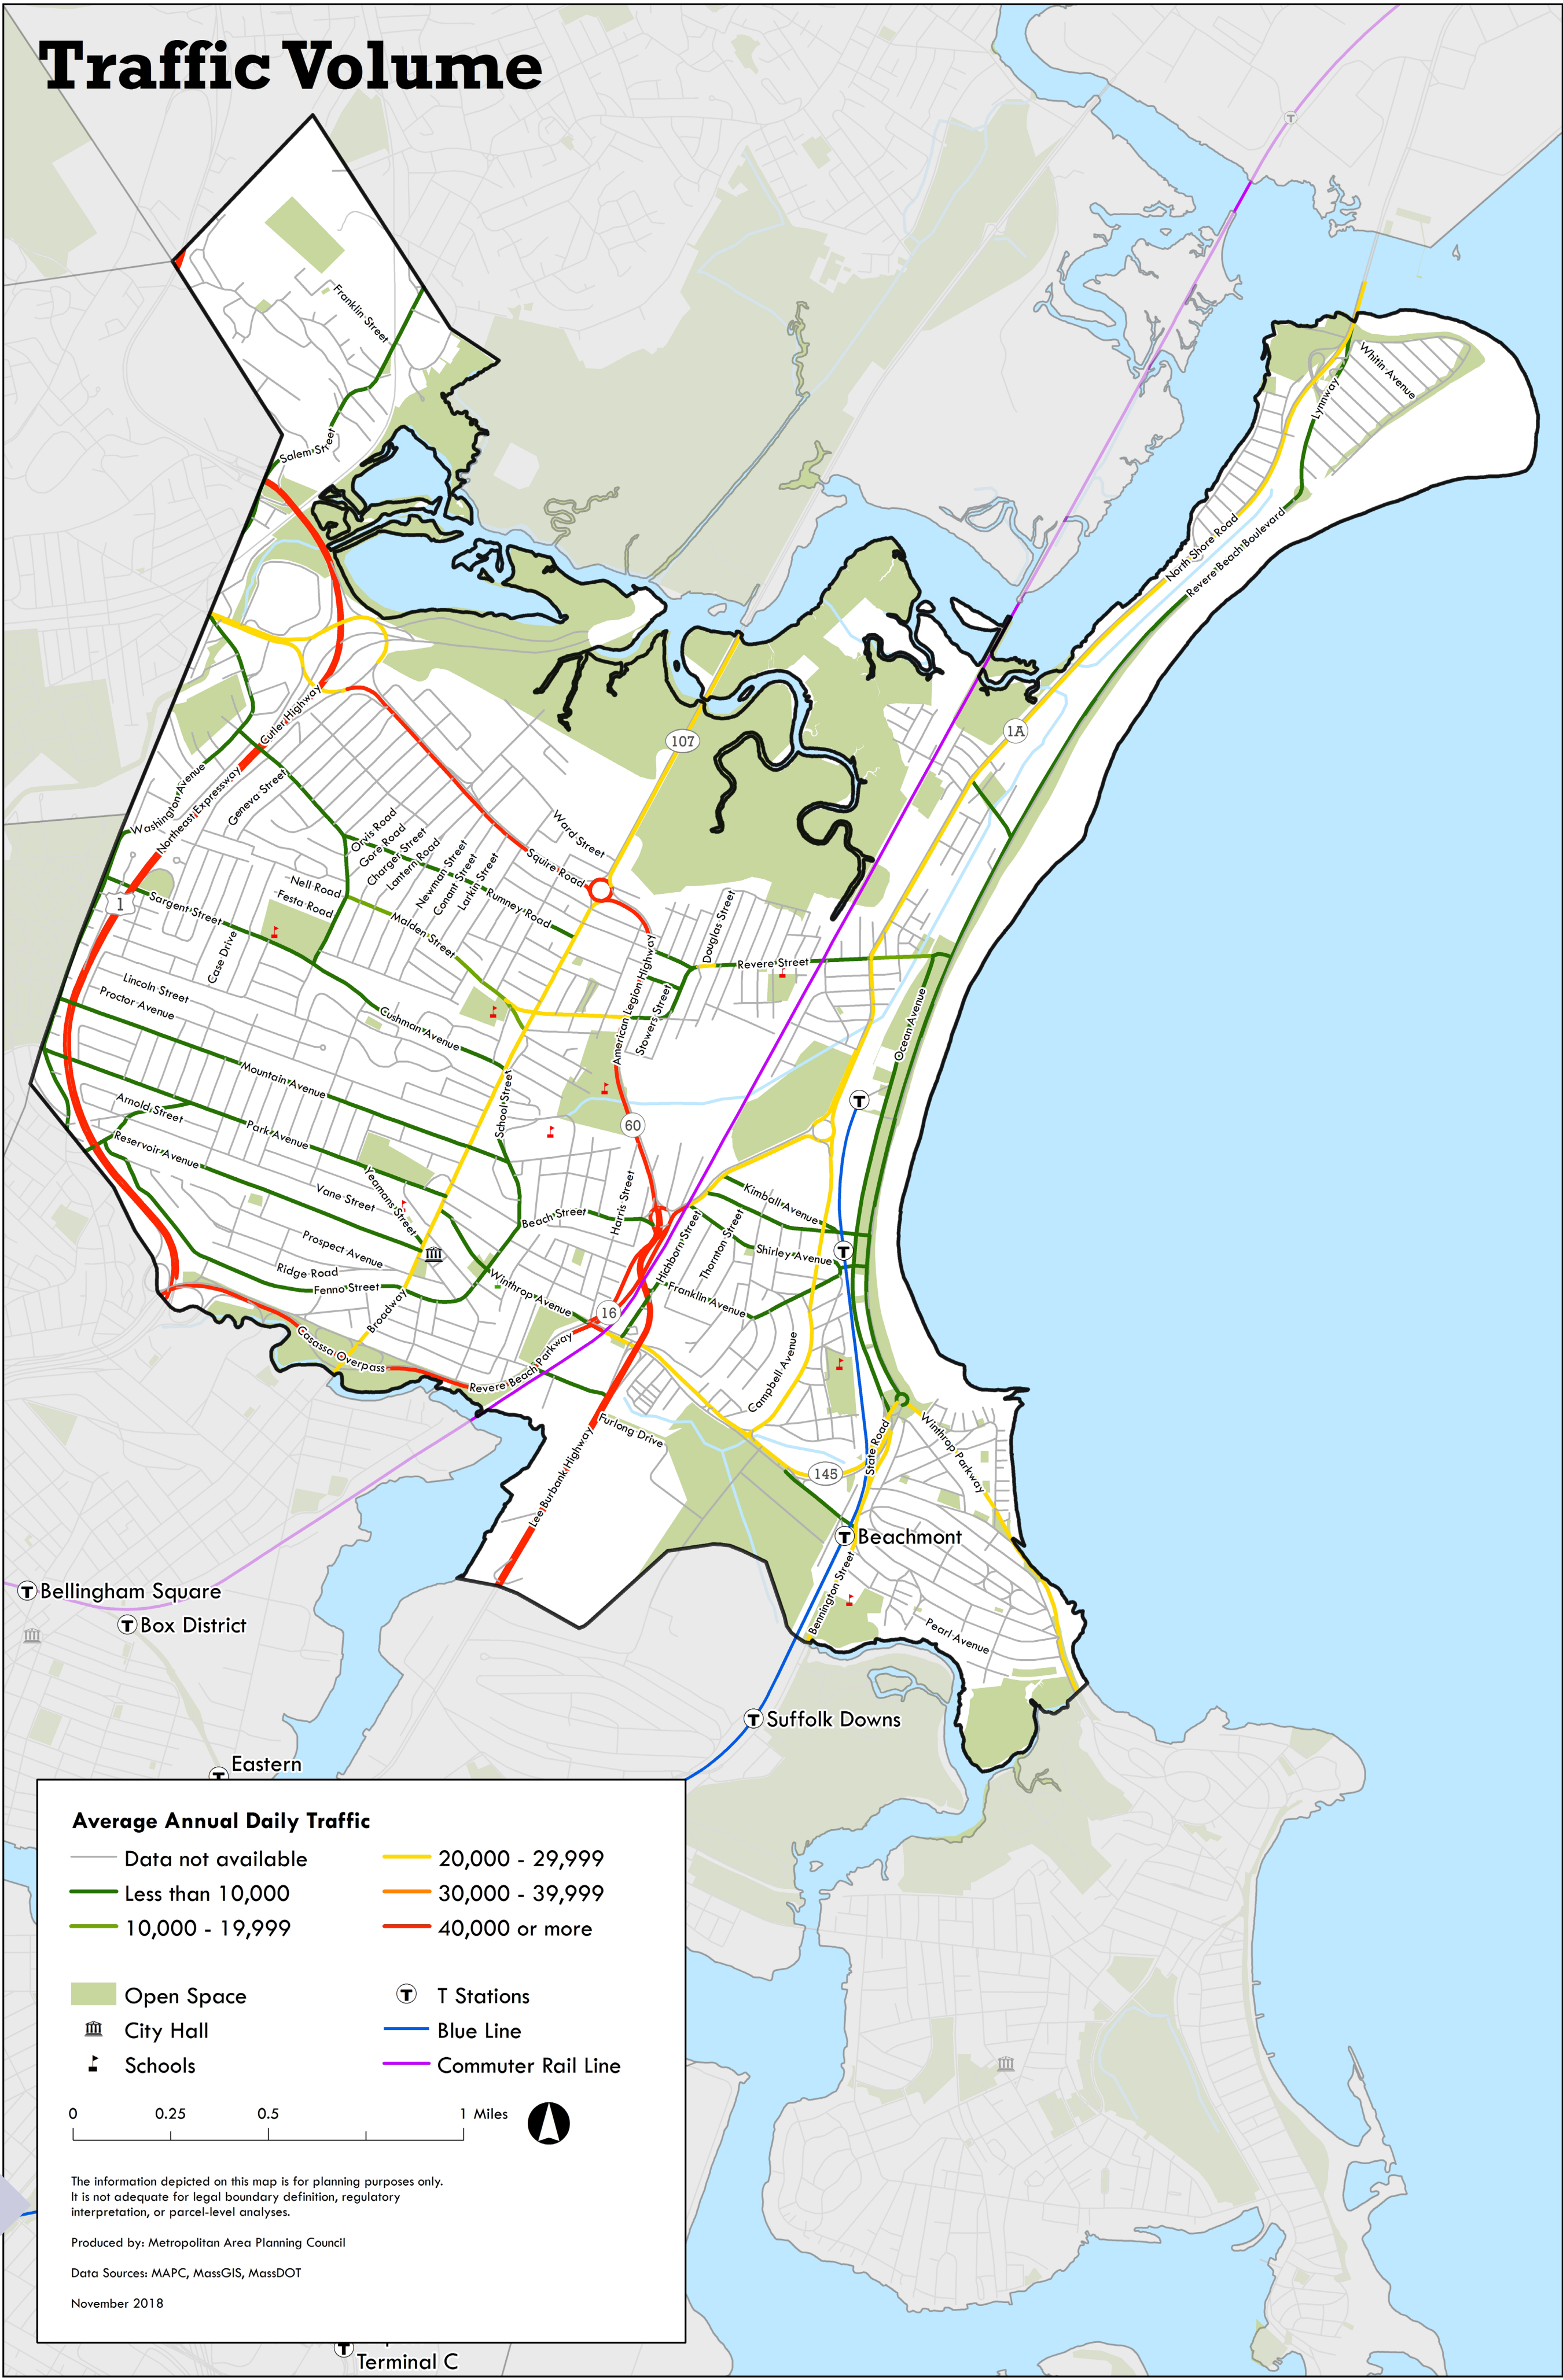 Traffic Volume
Franklin Street
Salem Street
Whitin Avenue
Lynnway
North Shore Road
Revere Beach Boulevard
Cutler Highway
107
1A
Washington Avenue
Northeast Expressway
Geneva Street
Ward Street
Orvis Road
Gore Road
Charger Street
Lantern Road
Newman Street
Conant Street
Larkin Street
Squire Road
Nell Road
Festa Road
Rumney Road
1
Sargent Street
Malden Street
Case Drive
Douglas Street
Revere Street
American Legion Highway
Stowers Street
Lincoln Street
Proctor Avenue
Cushman Avenue
Ocean Avenue
Mountain Avenue
School Street
T
Arnold Street
Park Avenue
60
Reservoir Avenue
Yeamans Street
Vane Street
Harris Street
Kimball Avenue
Beach Street
Hichborn Street
Thornton Street
Shirley Avenue
T
Prospect Avenue
Ridge Road
Fenno Street
Winthrop Avenue
Franklin Avenue
16
Broadway
Casassa Overpass
Revere Beach Parkway
Campbell Avenue
Furlong Drive
State Road
Winthrop Parkway
145
Lee Burbank Highway
T Beachmont
Bennington Street
Pearl Avenue
T Bellingham Square
T Box District
T Suffolk Downs
Eastern
T
Average Annual Daily Traffic
Data not available
Less than 10,000
10,000 - 19,999
20,000 - 29,999
30,000 - 39,999
40,000 or more
Open Space
City Hall
Schools
T T Stations
Blue Line
Commuter Rail Line
0 0.25 0.5 1 Miles
The information depicted on this map is for planning purposes only.
It is not adequate for legal boundary definition, regulatory
interpretation, or parcel-level analyses.
Produced by: Metropolitan Area Planning Council
Data Sources: MAPC, MassGIS, MassDOT
November 2018
T
Terminal C